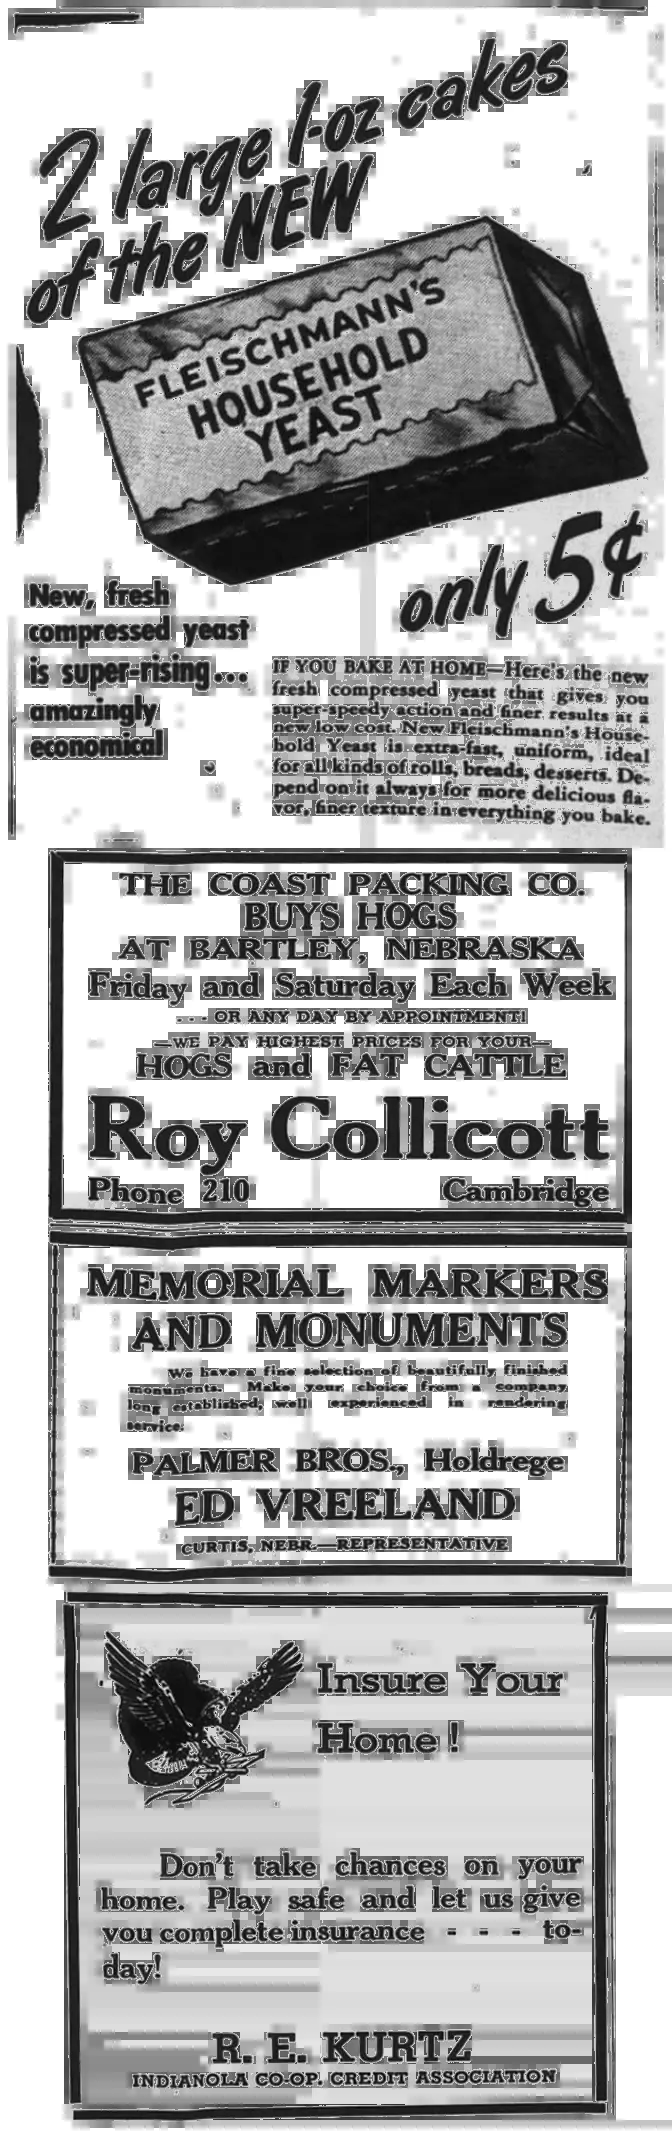 2 large 1-oz cakes
of the NEW
FLEISCHMANN'S
HOUSEHOLD
YEAST
only 5¢
New, fresh
compressed yeast
is super-rising...
amazingly
economical
IF YOU BAKE AT HOME—Here's the new
fresh compressed yeast that gives you
super-speedy action and finer results at a
new low cost. New Fleischmann's House-
hold Yeast is extra-fast, uniform, ideal
for all kinds of rolls, breads, desserts. De-
pend on it always for more delicious fla-
vor, finer texture in everything you bake.
THE COAST PACKING CO.
BUYS HOGS
AT BARTLEY, NEBRASKA
Friday and Saturday Each Week
... OR ANY DAY BY APPOINTMENT!
—WE PAY HIGHEST PRICES FOR YOUR—
HOGS and FAT CATTLE
Roy Collicott
Phone 210 Cambridge
MEMORIAL MARKERS
AND MONUMENTS
We have a fine selection of beautifully finished
monuments. Make your choice from a company
long established, well experienced in rendering
service.
PALMER BROS., Holdrege
ED VREELAND
CURTIS, NEBR.—REPRESENTATIVE
Insure Your
Home!
Don't take chances on your
home. Play safe and let us give
you complete insurance - - - to-
day!
R. E. KURTZ
INDIANOLA CO-OP. CREDIT ASSOCIATION